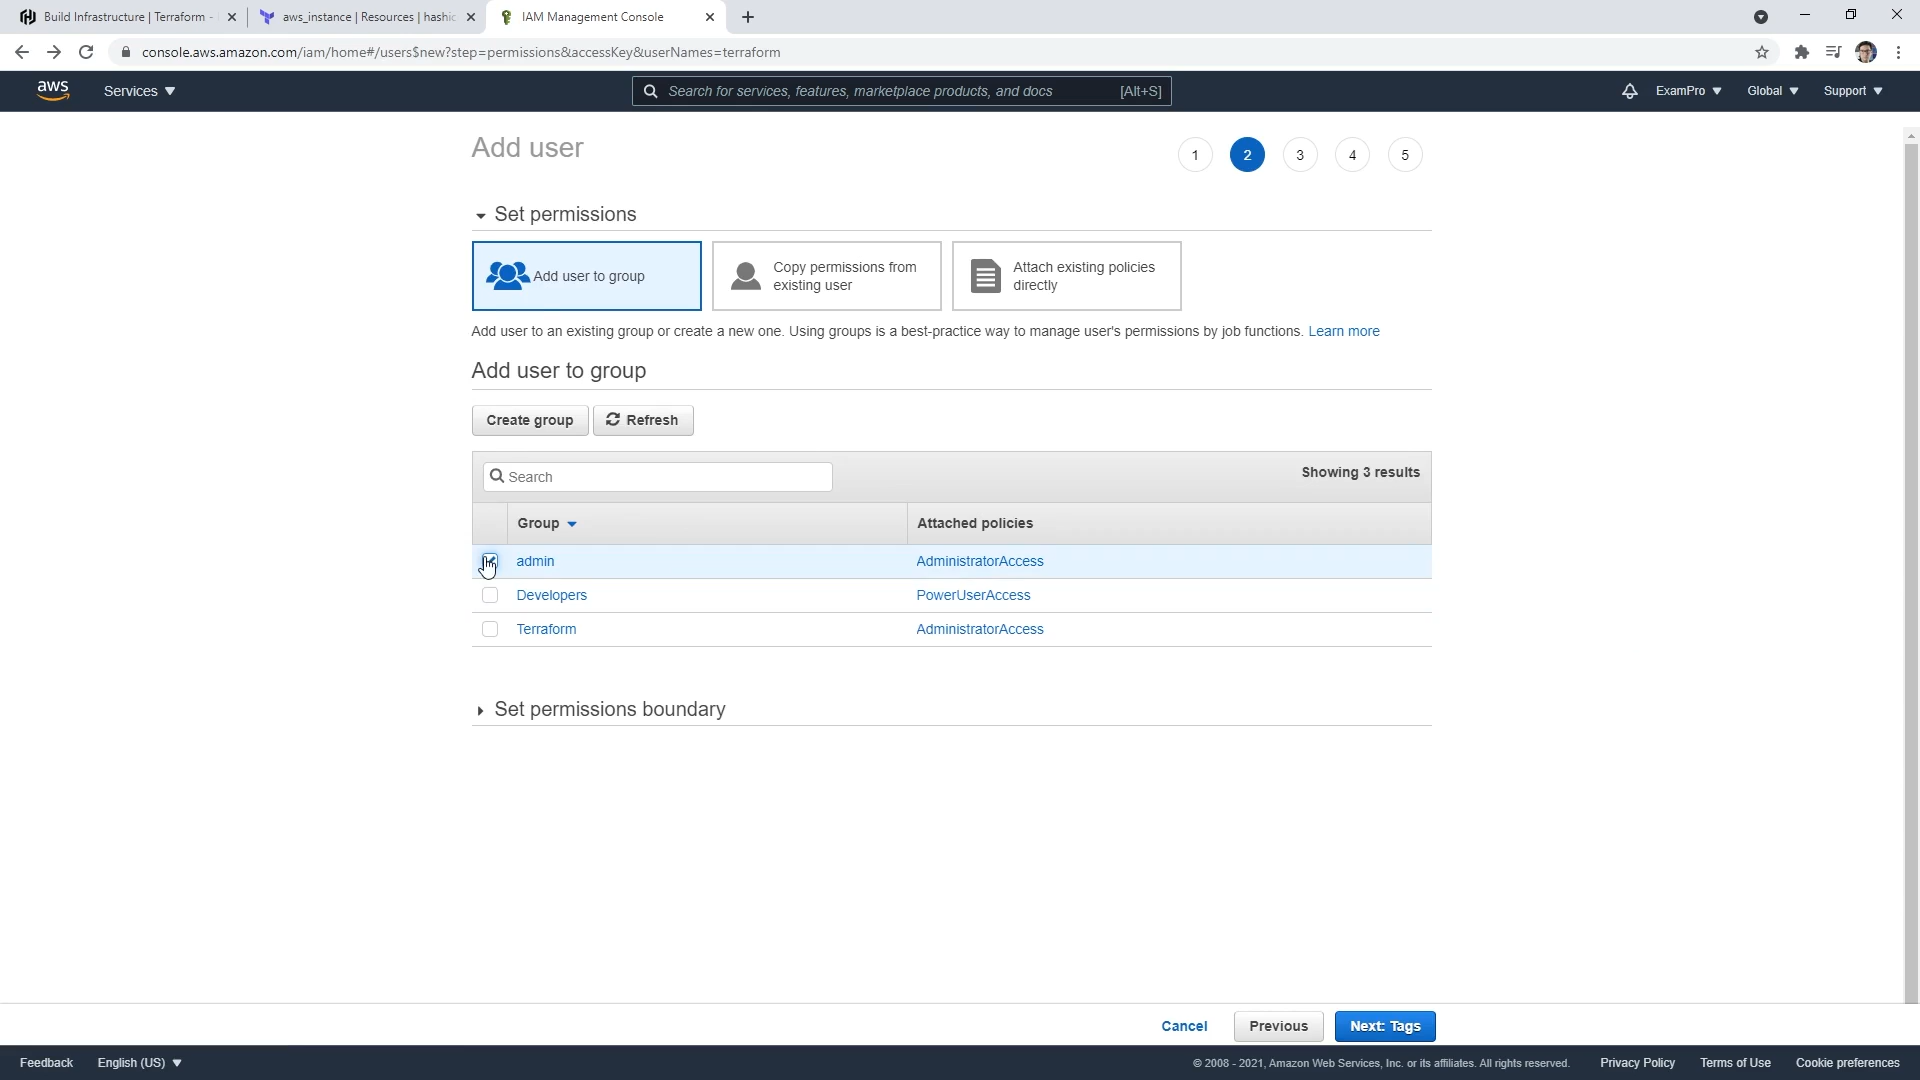 Build Infrastructure | Terraform -
aws_instance | Resources | hashic
IAM Management Console
console.aws.amazon.com/iam/home#/users$new?step=permissions&accessKey&userNames=terraform
aws
Services
Search for services, features, marketplace products, and docs
[Alt+S]
ExamPro
Global
Support
Add user
1
2
3
4
5
Set permissions
Add user to group
Copy permissions from
existing user
Attach existing policies
directly
Add user to an existing group or create a new one. Using groups is a best-practice way to manage user's permissions by job functions. Learn more
Add user to group
Create group
Refresh
Search
Showing 3 results
Group
Attached policies
admin
AdministratorAccess
Developers
PowerUserAccess
Terraform
AdministratorAccess
Set permissions boundary
Cancel
Previous
Next: Tags
Feedback
English (US)
© 2008 - 2021, Amazon Web Services, Inc. or its affiliates. All rights reserved.
Privacy Policy
Terms of Use
Cookie preferences